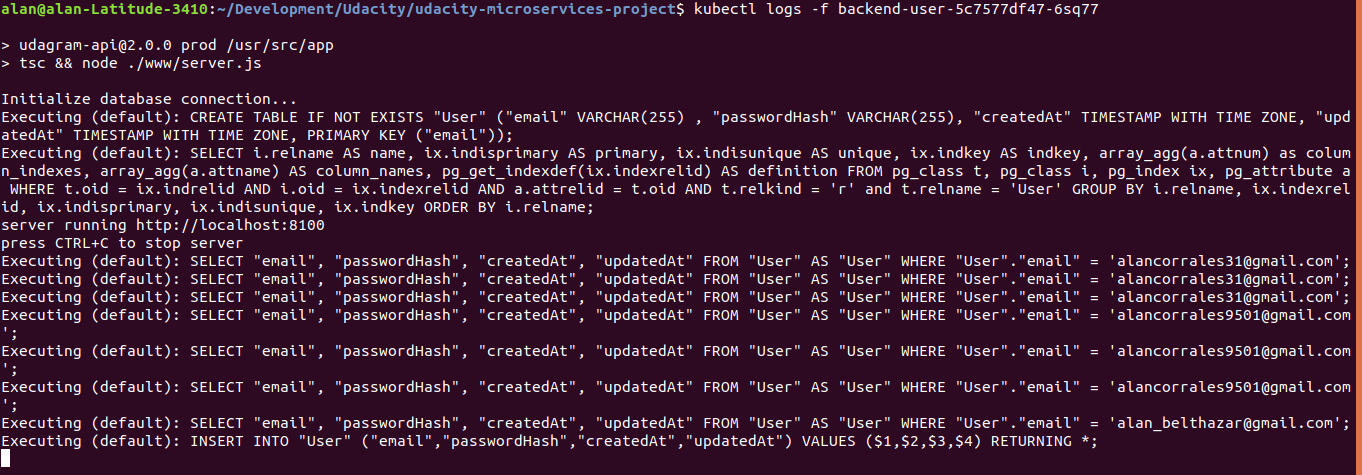 alan@alan-Latitude-3410:~/Development/Udacity/udacity-microservices-project$ kubectl logs -f backend-user-5c7577df47-6sq77
> udagram-api@2.0.0 prod /usr/src/app
> tsc && node ./www/server.js
Initialize database connection...
Executing (default): CREATE TABLE IF NOT EXISTS "User" ("email" VARCHAR(255) , "passwordHash" VARCHAR(255), "createdAt" TIMESTAMP WITH TIME ZONE, "upd
atedAt" TIMESTAMP WITH TIME ZONE, PRIMARY KEY ("email"));
Executing (default): SELECT i.relname AS name, ix.indisprimary AS primary, ix.indisunique AS unique, ix.indkey AS indkey, array_agg(a.attnum) as colum
n_indexes, array_agg(a.attname) AS column_names, pg_get_indexdef(ix.indexrelid) AS definition FROM pg_class t, pg_class i, pg_index ix, pg_attribute a
 WHERE t.oid = ix.indrelid AND i.oid = ix.indexrelid AND a.attrelid = t.oid AND t.relkind = 'r' and t.relname = 'User' GROUP BY i.relname, ix.indexrel
id, ix.indisprimary, ix.indisunique, ix.indkey ORDER BY i.relname;
server running http://localhost:8100
press CTRL+C to stop server
Executing (default): SELECT "email", "passwordHash", "createdAt", "updatedAt" FROM "User" AS "User" WHERE "User"."email" = 'alancorrales31@gmail.com';
Executing (default): SELECT "email", "passwordHash", "createdAt", "updatedAt" FROM "User" AS "User" WHERE "User"."email" = 'alancorrales31@gmail.com';
Executing (default): SELECT "email", "passwordHash", "createdAt", "updatedAt" FROM "User" AS "User" WHERE "User"."email" = 'alancorrales31@gmail.com';
Executing (default): SELECT "email", "passwordHash", "createdAt", "updatedAt" FROM "User" AS "User" WHERE "User"."email" = 'alancorrales9501@gmail.com
';
Executing (default): SELECT "email", "passwordHash", "createdAt", "updatedAt" FROM "User" AS "User" WHERE "User"."email" = 'alancorrales9501@gmail.com
';
Executing (default): SELECT "email", "passwordHash", "createdAt", "updatedAt" FROM "User" AS "User" WHERE "User"."email" = 'alancorrales9501@gmail.com
';
Executing (default): SELECT "email", "passwordHash", "createdAt", "updatedAt" FROM "User" AS "User" WHERE "User"."email" = 'alan_belthazar@gmail.com';
Executing (default): INSERT INTO "User" ("email","passwordHash","createdAt","updatedAt") VALUES ($1,$2,$3,$4) RETURNING *;